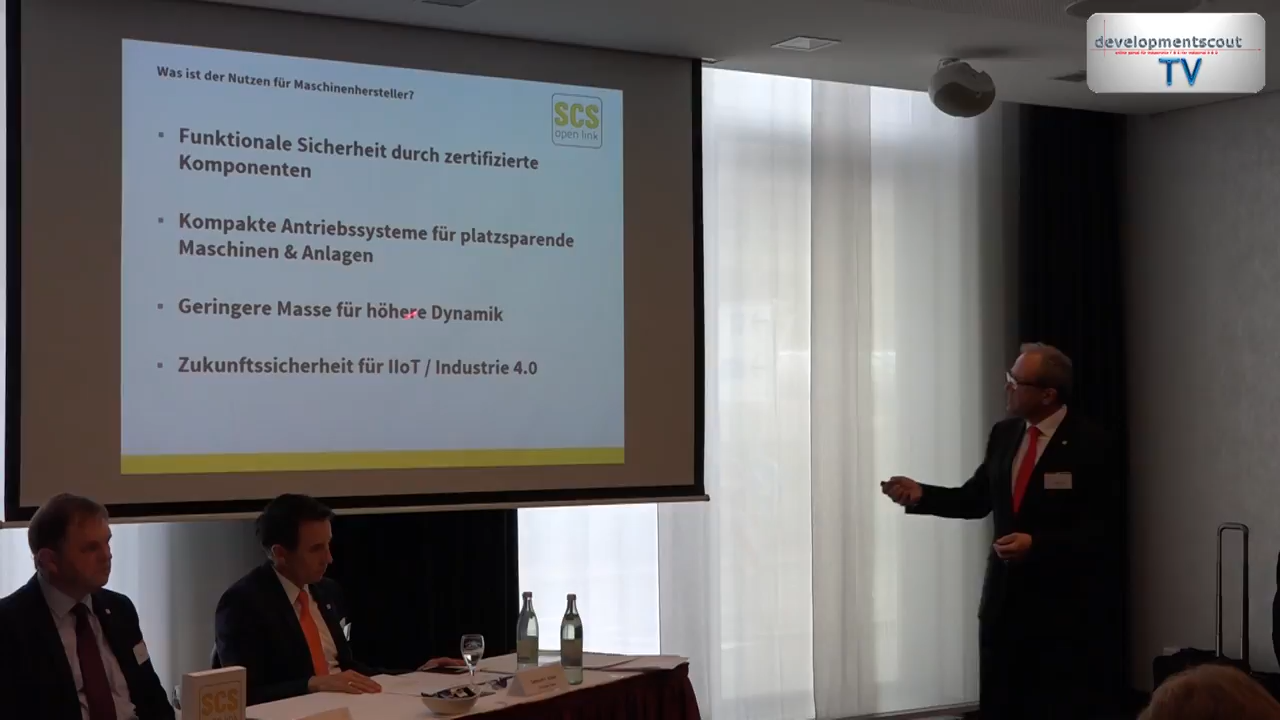 developmentscout
TV
Was ist der Nutzen für Maschinenhersteller?
SCS
open link
▪ Funktionale Sicherheit durch zertifizierte
Komponenten
▪ Kompakte Antriebssysteme für platzsparende
Maschinen & Anlagen
▪ Geringere Masse für höhere Dynamik
▪ Zukunftssicherheit für IIoT / Industrie 4.0
SCS